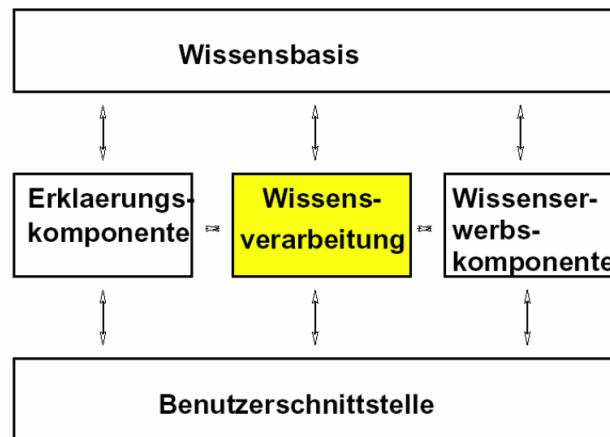 Wissensbasis
Erklaerungs-
komponente
Wissens-
verarbeitung
Wissenser-
werbs-
komponente
Benutzerschnittstelle